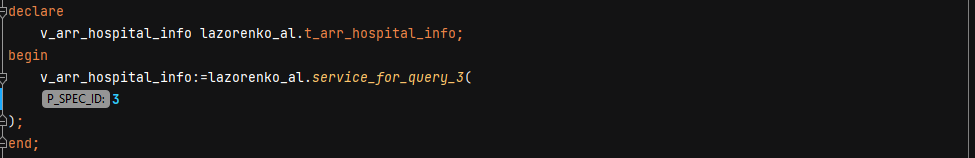 declare
    v_arr_hospital_info lazorenko_al.t_arr_hospital_info;
begin
    v_arr_hospital_info:=lazorenko_al.service_for_query_3(
    P_SPEC_ID: 3
);
end;